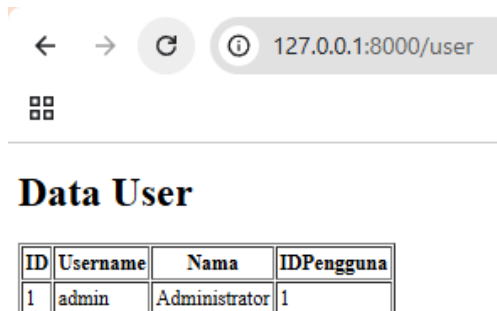 127.0.0.1:8000/user
Data User
ID Username Nama IDPengguna
1 admin Administrator 1